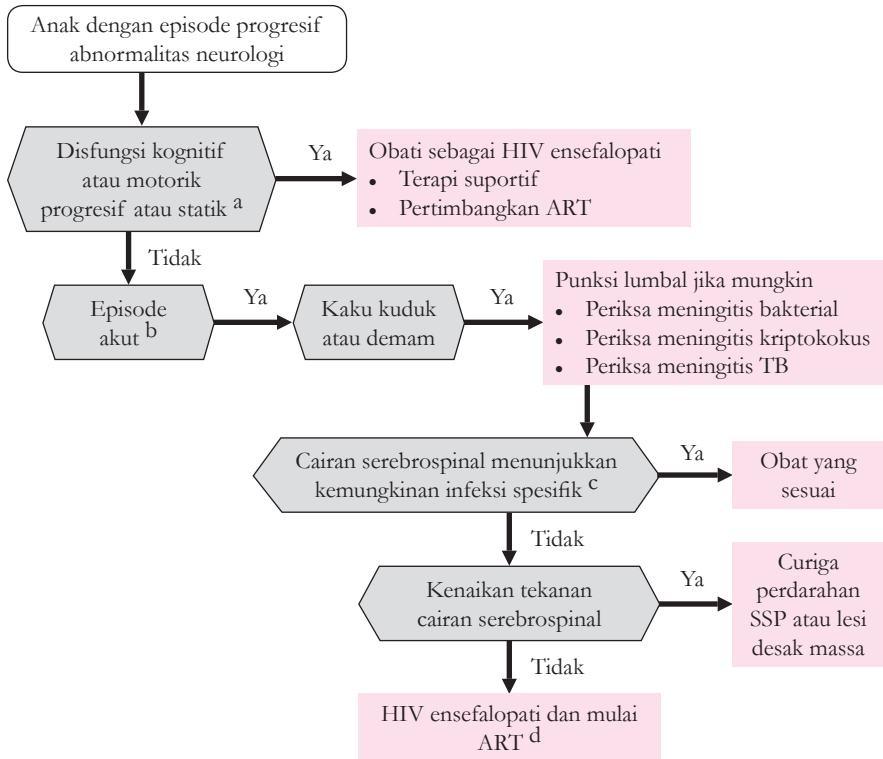 Anak dengan episode progresif
abnormalitas neurologi
Disfungsi kognitif
atau motorik
progresif atau statik a
Ya
Obati sebagai HIV ensefalopati
• Terapi suportif
• Pertimbangkan ART
Tidak
Episode
akut b
Ya
Kaku kuduk
atau demam
Ya
Punksi lumbal jika mungkin
• Periksa meningitis bakterial
• Periksa meningitis kriptokokus
• Periksa meningitis TB
Cairan serebrospinal menunjukkan
kemungkinan infeksi spesifik c
Ya
Obat yang
sesuai
Tidak
Kenaikan tekanan
cairan serebrospinal
Ya
Curiga
perdarahan
SSP atau lesi
desak massa
Tidak
HIV ensefalopati dan mulai
ART d